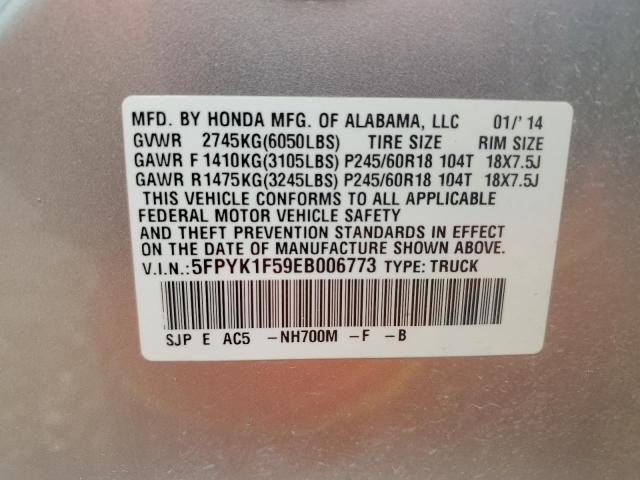 MFD. BY HONDA MFG. OF ALABAMA, LLC 01/'14
GVWR 2745KG(6050LBS) TIRE SIZE RIM SIZE
GAWR F 1410KG(3105LBS) P245/60R18 104T 18X7.5J
GAWR R 1475KG(3245LBS) P245/60R18 104T 18X7.5J
THIS VEHICLE CONFORMS TO ALL APPLICABLE
FEDERAL MOTOR VEHICLE SAFETY
AND THEFT PREVENTION STANDARDS IN EFFECT
ON THE DATE OF MANUFACTURE SHOWN ABOVE.
V.I.N.: 5FPYK1F59EB006773 TYPE: TRUCK
SJP E AC5 -NH700M -F -B